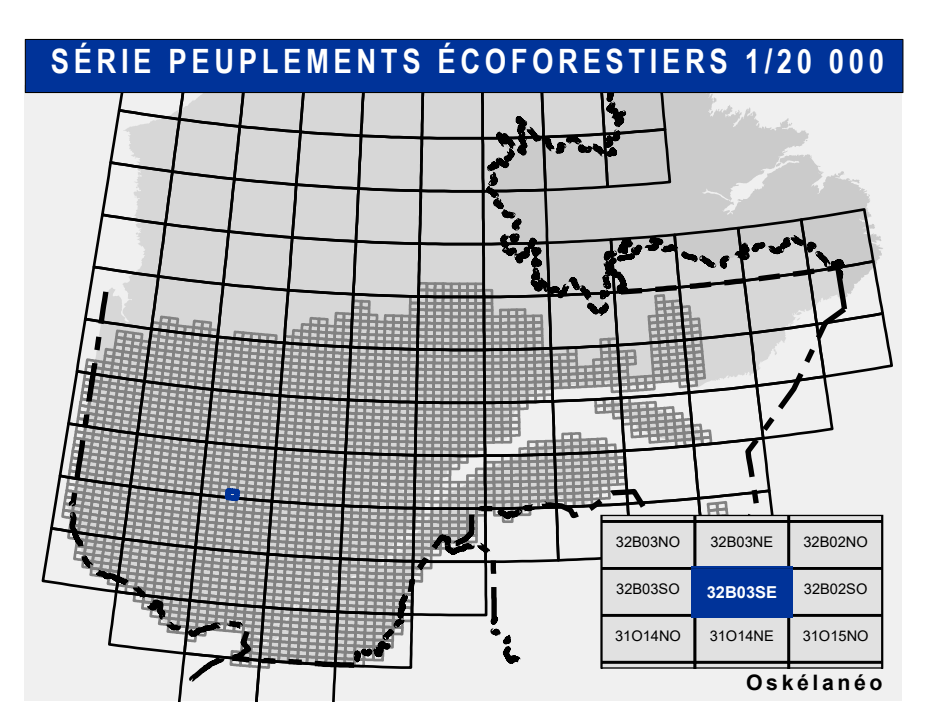 SÉRIE PEUPLEMENTS ÉCOFORESTIERS 1/20 000
32B03NO 32B03NE 32B02NO
32B03SO 32B03SE 32B02SO
31O14NO 31O14NE 31O15NO
Oskélanéo